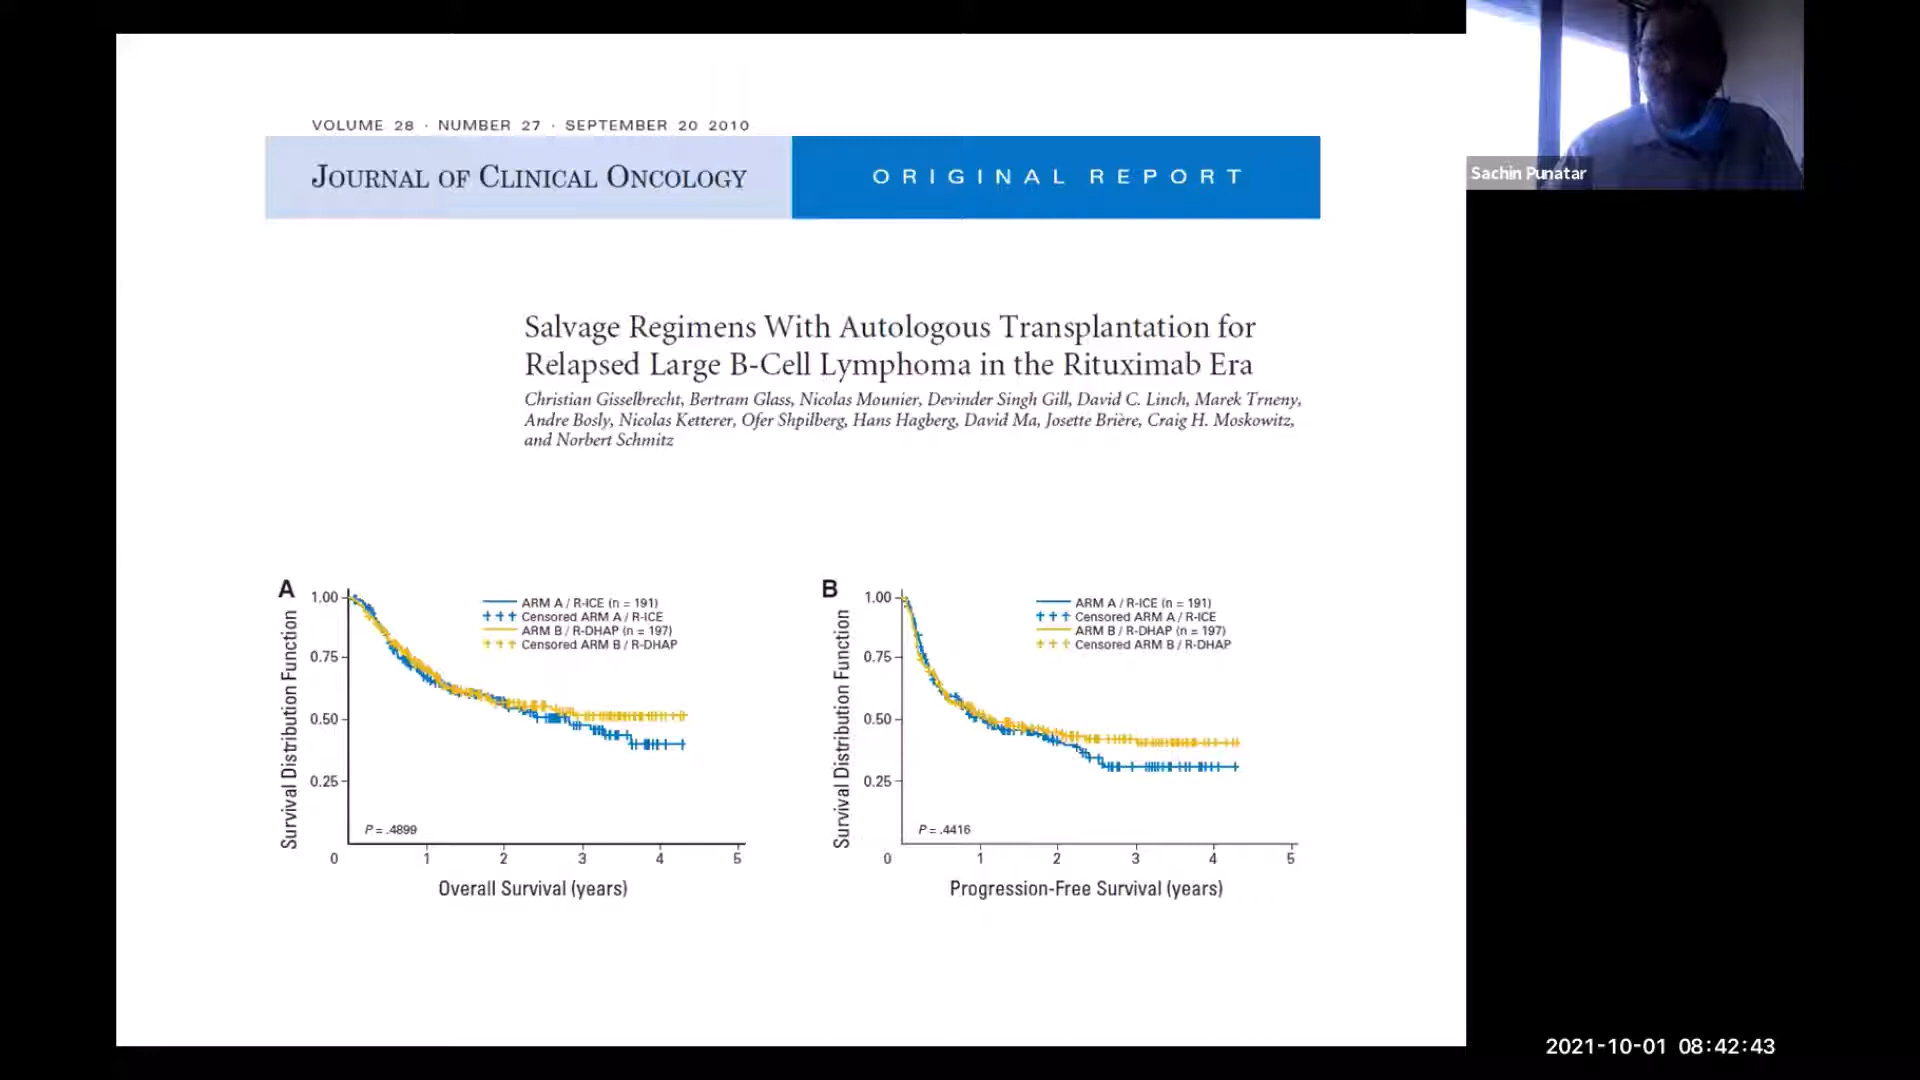 VOLUME 28 · NUMBER 27 · SEPTEMBER 20 2010
JOURNAL OF CLINICAL ONCOLOGY
ORIGINAL REPORT
Sachin Punatar
Salvage Regimens With Autologous Transplantation for
Relapsed Large B-Cell Lymphoma in the Rituximab Era
Christian Gisselbrecht, Bertram Glass, Nicolas Mounier, Devinder Singh Gill, David C. Linch, Marek Trneny,
Andre Bosly, Nicolas Ketterer, Ofer Shpilberg, Hans Hagberg, David Ma, Josette Brière, Craig H. Moskowitz,
and Norbert Schmitz
A
Survival Distribution Function
1.00
0.75
0.50
0.25
0
ARM A / R-ICE (n = 191)
Censored ARM A / R-ICE
ARM B / R-DHAP (n = 197)
Censored ARM B / R-DHAP
P = .4899
1 2 3 4 5
Overall Survival (years)
B
Survival Distribution Function
1.00
0.75
0.50
0.25
0
ARM A / R-ICE (n = 191)
Censored ARM A / R-ICE
ARM B / R-DHAP (n = 197)
Censored ARM B / R-DHAP
P = .4416
1 2 3 4 5
Progression-Free Survival (years)
2021-10-01 08:42:43